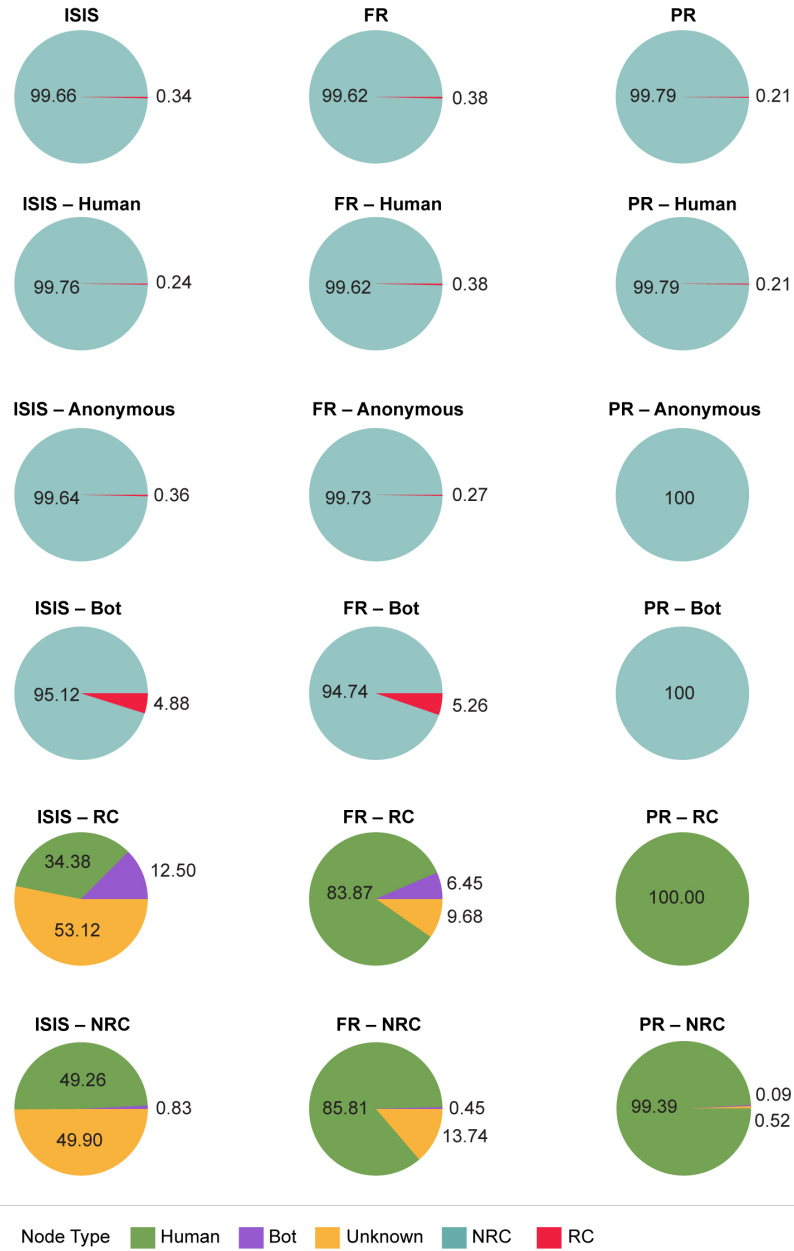 ISIS FR PR
99.66 0.34 99.62 0.38 99.79 0.21
ISIS – Human FR – Human PR – Human
99.76 0.24 99.62 0.38 99.79 0.21
ISIS – Anonymous FR – Anonymous PR – Anonymous
99.64 0.36 99.73 0.27 100
ISIS – Bot FR – Bot PR – Bot
95.12 4.88 94.74 5.26 100
ISIS – RC FR – RC PR – RC
34.38 12.50 53.12 83.87 6.45 9.68 100.00
ISIS – NRC FR – NRC PR – NRC
49.26 0.83 49.90 85.81 0.45 13.74 99.39 0.09 0.52
Node Type Human Bot Unknown NRC RC